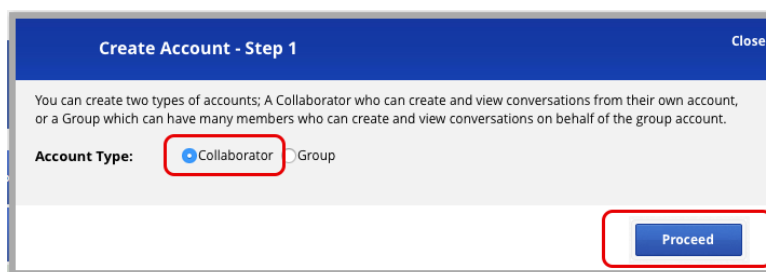 Create Account - Step 1
Close
You can create two types of accounts; A Collaborator who can create and view conversations from their own account,
or a Group which can have many members who can create and view conversations on behalf of the group account.
Account Type: Collaborator Group
Proceed